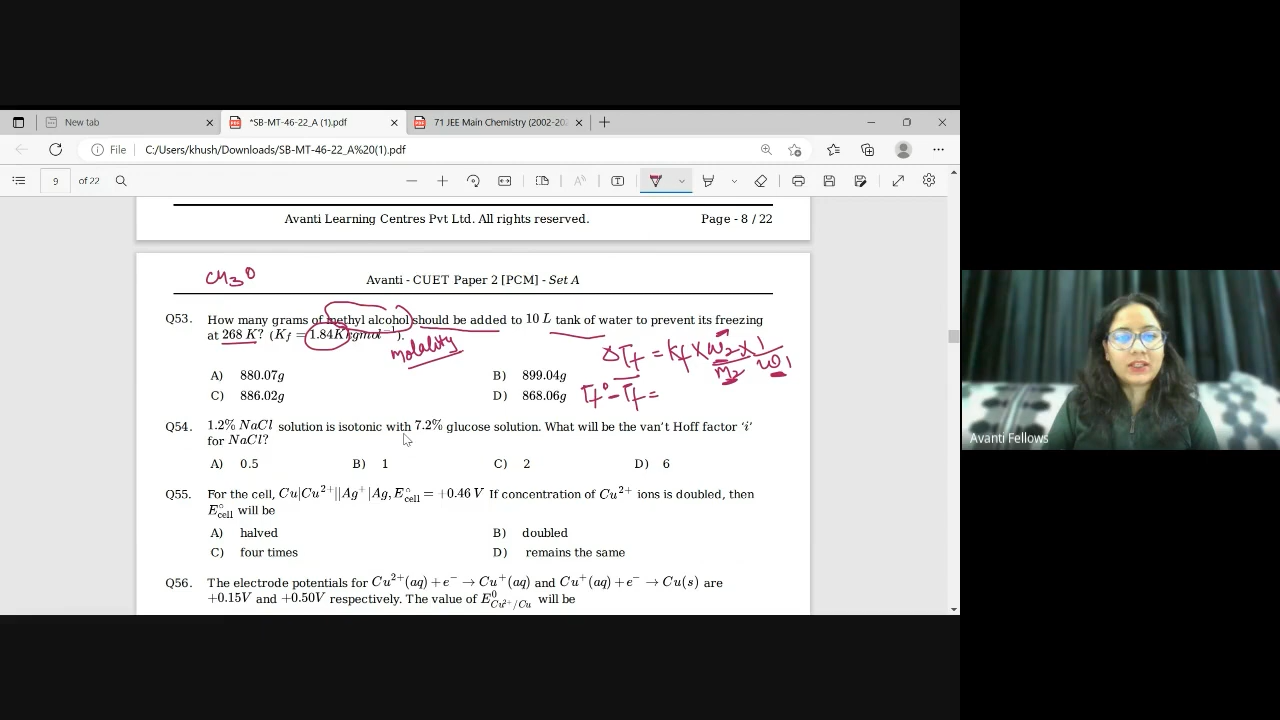 New tab
*SB-MT-46-22_A (1).pdf
71 JEE Main Chemistry (2002-202
File
C:/Users/khush/Downloads/SB-MT-46-22_A%20(1).pdf
9 of 22
Avanti Learning Centres Pvt Ltd. All rights reserved. Page - 8 / 22
CH3O
Avanti - CUET Paper 2 [PCM] - Set A
Q53. How many grams of methyl alcohol should be added to 10 L tank of water to prevent its freezing
at 268 K? (K_f = 1.84K kgmol⁻¹).
molality
ΔTf = Kf × w2/m2 × 1/w1
A) 880.07g B) 899.04g
C) 886.02g D) 868.06g
Tf° - Tf =
Q54. 1.2% NaCl solution is isotonic with 7.2% glucose solution. What will be the van't Hoff factor 'i'
for NaCl?
A) 0.5 B) 1 C) 2 D) 6
Q55. For the cell, Cu|Cu²⁺||Ag⁺|Ag, E°cell = +0.46 V If concentration of Cu²⁺ ions is doubled, then
E°cell will be
A) halved B) doubled
C) four times D) remains the same
Q56. The electrode potentials for Cu²⁺(aq) + e⁻ → Cu⁺(aq) and Cu⁺(aq) + e⁻ → Cu(s) are
+0.15V and +0.50V respectively. The value of E⁰Cu²⁺/Cu will be
Avanti Fellows